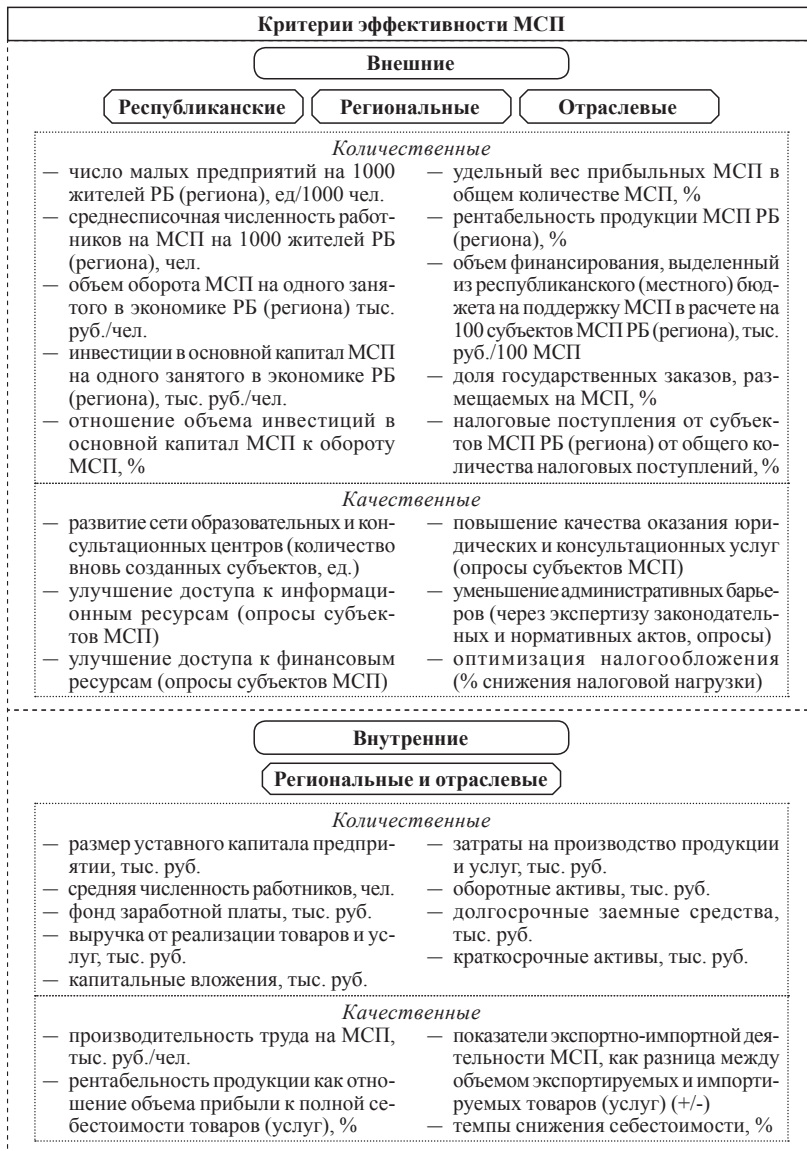 Критерии эффективности МСП
Внешние
Республиканские
Региональные
Отраслевые
Количественные
— число малых предприятий на 1000
жителей РБ (региона), ед/1000 чел.
— среднесписочная численность работ-
ников на МСП на 1000 жителей РБ
(региона), чел.
— объем оборота МСП на одного заня-
того в экономике РБ (региона) тыс.
руб./чел.
— инвестиции в основной капитал МСП
на одного занятого в экономике РБ
(региона), тыс. руб./чел.
— отношение объема инвестиций в
основной капитал МСП к обороту
МСП, %
— удельный вес прибыльных МСП в
общем количестве МСП, %
— рентабельность продукции МСП РБ
(региона), %
— объем финансирования, выделенный
из республиканского (местного) бюд-
жета на поддержку МСП в расчете на
100 субъектов МСП РБ (региона), тыс.
руб./100 МСП
— доля государственных заказов, раз-
мещаемых на МСП, %
— налоговые поступления от субъек-
тов МСП РБ (региона) от общего ко-
личества налоговых поступлений, %
Качественные
— развитие сети образовательных и кон-
сультационных центров (количество
вновь созданных субъектов, ед.)
— улучшение доступа к информаци-
онным ресурсам (опросы субъек-
тов МСП)
— улучшение доступа к финансовым
ресурсам (опросы субъектов МСП)
— повышение качества оказания юри-
дических и консультационных услуг
(опросы субъектов МСП)
— уменьшение административных барье-
ров (через экспертизу законодатель-
ных и нормативных актов, опросы)
— оптимизация налогообложения
(% снижения налоговой нагрузки)
Внутренние
Региональные и отраслевые
Количественные
— размер уставного капитала предпри-
ятии, тыс. руб.
— средняя численность работников, чел.
— фонд заработной платы, тыс. руб.
— выручка от реализации товаров и ус-
луг, тыс. руб.
— капитальные вложения, тыс. руб.
— затраты на производство продукции
и услуг, тыс. руб.
— оборотные активы, тыс. руб.
— долгосрочные заемные средства,
тыс. руб.
— краткосрочные активы, тыс. руб.
Качественные
— производительность труда на МСП,
тыс. руб./чел.
— рентабельность продукции как отно-
шение объема прибыли к полной се-
бестоимости товаров (услуг), %
— показатели экспортно-импортной дея-
тельности МСП, как разница между
объемом экспортируемых и импорти-
руемых товаров (услуг) (+/-)
— темпы снижения себестоимости, %